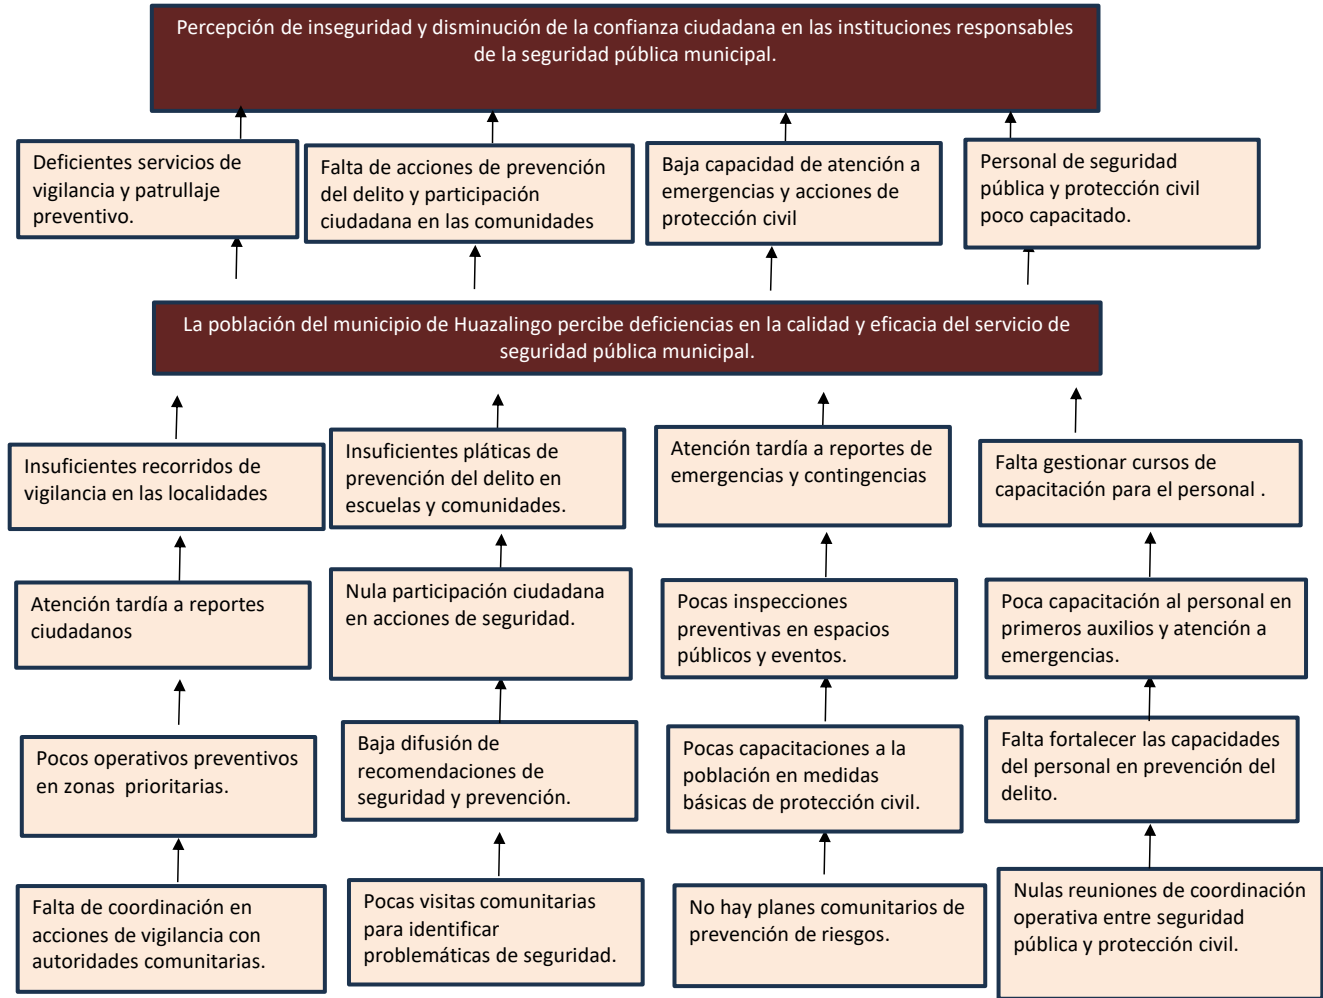 Percepción de inseguridad y disminución de la confianza ciudadana en las instituciones responsables
de la seguridad pública municipal.
Deficientes servicios de
vigilancia y patrullaje
preventivo.
Falta de acciones de prevención
del delito y participación
ciudadana en las comunidades
Baja capacidad de atención a
emergencias y acciones de
protección civil
Personal de seguridad
pública y protección civil
poco capacitado.
La población del municipio de Huazalingo percibe deficiencias en la calidad y eficacia del servicio de
seguridad pública municipal.
Insuficientes recorridos de
vigilancia en las localidades
Insuficientes pláticas de
prevención del delito en
escuelas y comunidades.
Atención tardía a reportes de
emergencias y contingencias
Falta gestionar cursos de
capacitación para el personal .
Atención tardía a reportes
ciudadanos
Nula participación ciudadana
en acciones de seguridad.
Pocas inspecciones
preventivas en espacios
públicos y eventos.
Poca capacitación al personal en
primeros auxilios y atención a
emergencias.
Pocos operativos preventivos
en zonas  prioritarias.
Baja difusión de
recomendaciones de
seguridad y prevención.
Pocas capacitaciones a la
población en medidas
básicas de protección civil.
Falta fortalecer las capacidades
del personal en prevención del
delito.
Falta de coordinación en
acciones de vigilancia con
autoridades comunitarias.
Pocas visitas comunitarias
para identificar
problemáticas de seguridad.
No hay planes comunitarios de
prevención de riesgos.
Nulas reuniones de coordinación
operativa entre seguridad
pública y protección civil.